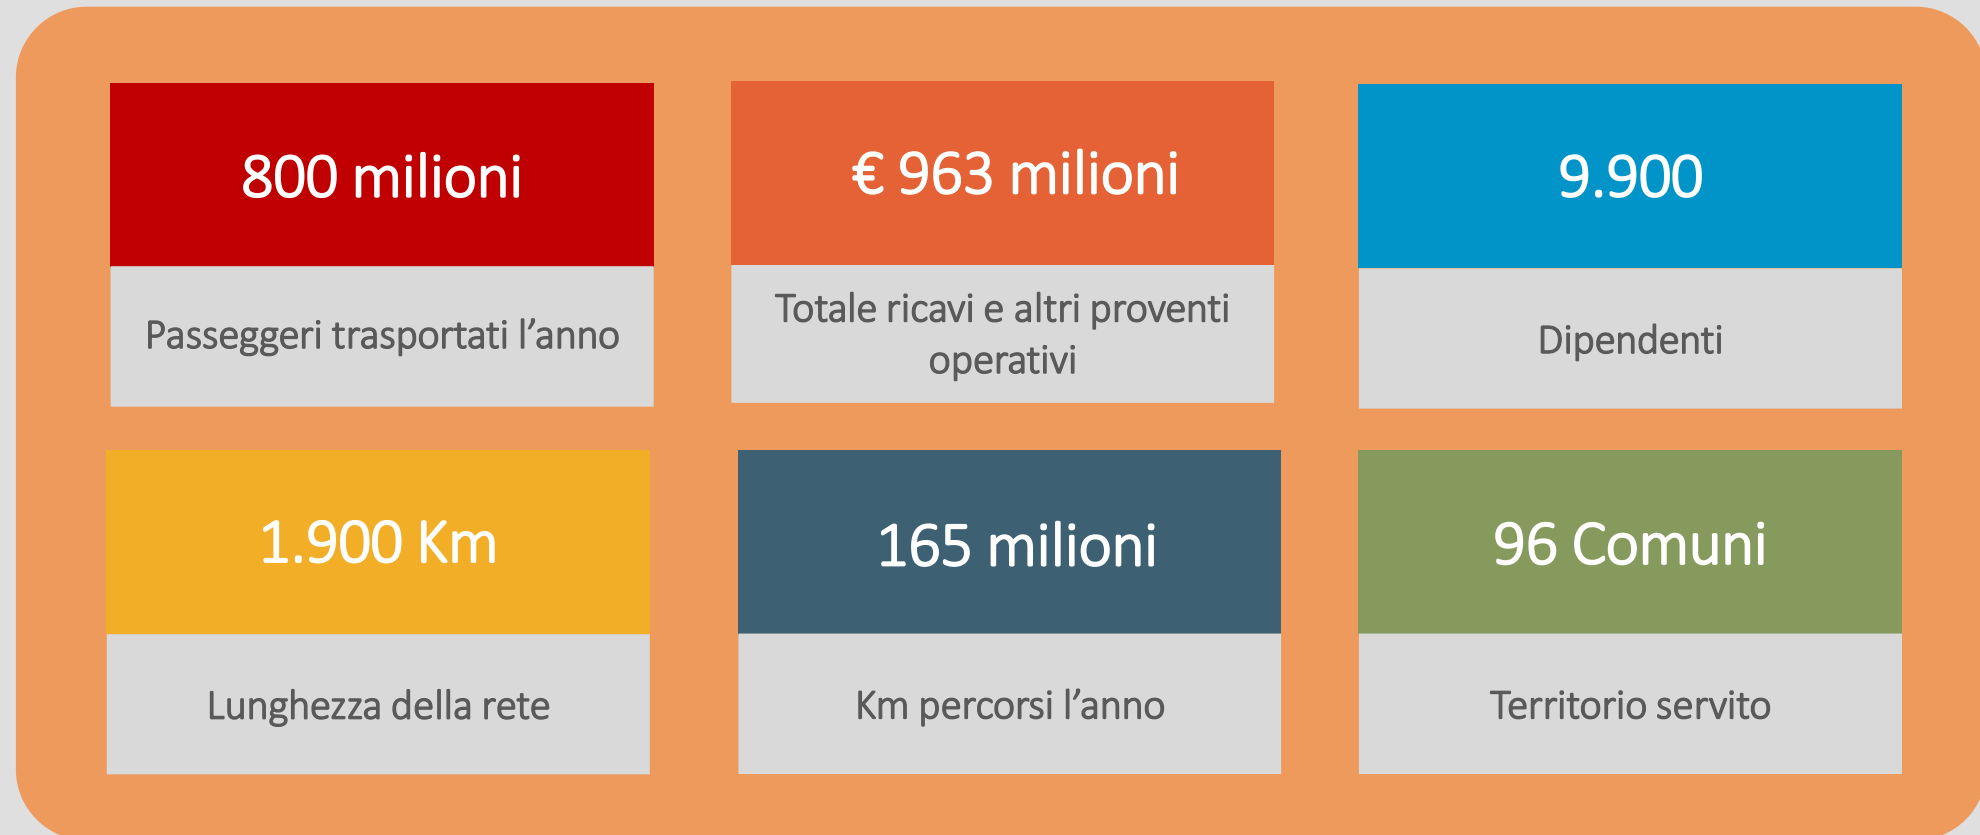 800 milioni
Passeggeri trasportati l’anno
€ 963 milioni
Totale ricavi e altri proventi
operativi
9.900
Dipendenti
1.900 Km
Lunghezza della rete
165 milioni
Km percorsi l’anno
96 Comuni
Territorio servito